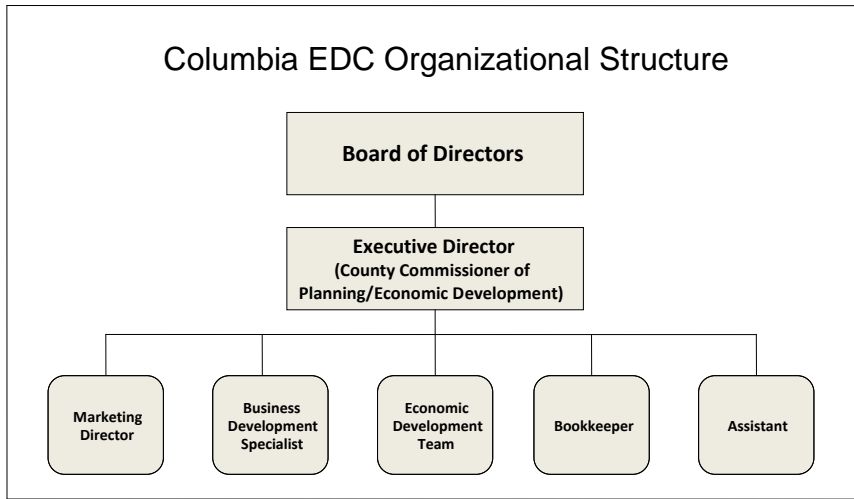 Columbia EDC Organizational Structure
Board of Directors
Executive Director
(County Commissioner of
Planning/Economic Development)
Marketing
Director
Business
Development
Specialist
Economic
Development
Team
Bookkeeper
Assistant